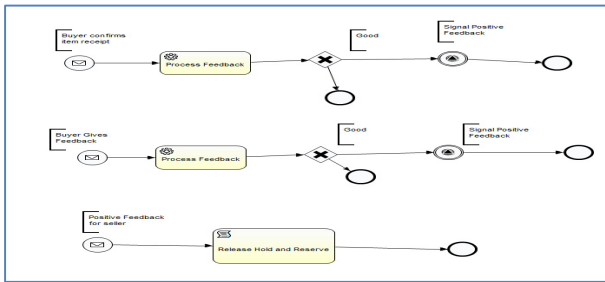 Buyer confirms
item receipt
Process Feedback
Good
Signal Positive
Feedback
Buyer Gives
Feedback
Process Feedback
Good
Signal Positive
Feedback
Positive Feedback
for seller
Release Hold and Reserve